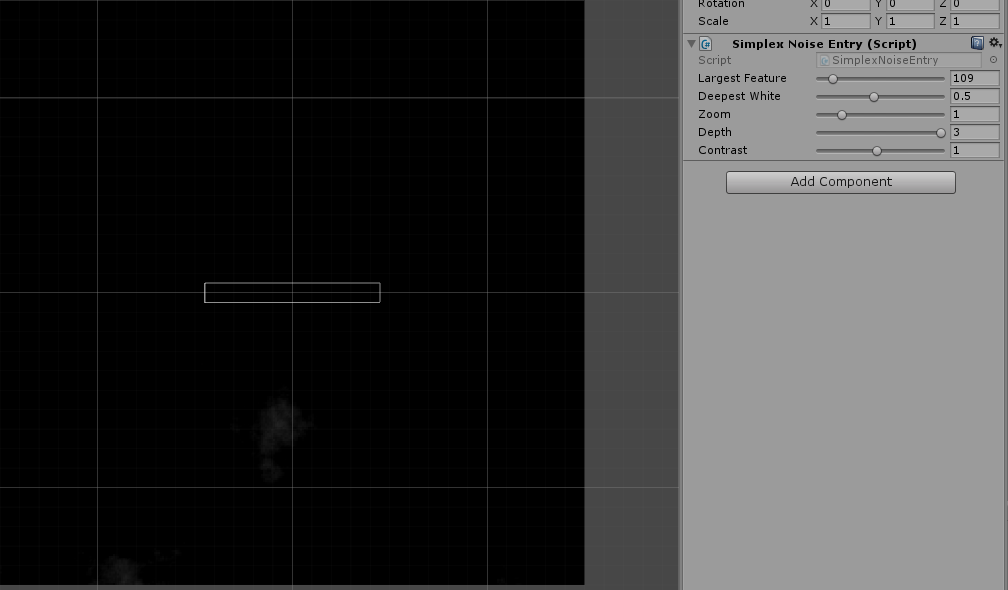 Rotation X 0 Y 0 Z 0
Scale X 1 Y 1 Z 1
Simplex Noise Entry (Script)
Script SimplexNoiseEntry
Largest Feature 109
Deepest White 0.5
Zoom 1
Depth 3
Contrast 1
Add Component